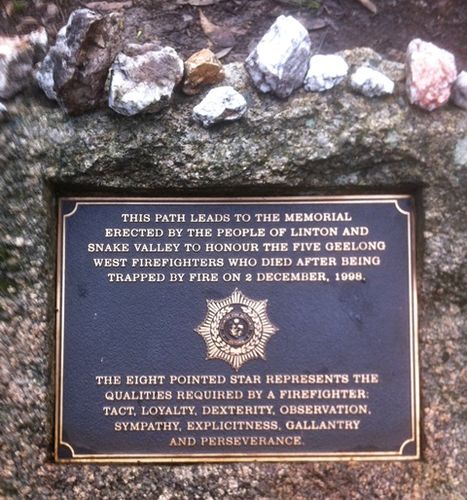 THIS PATH LEADS TO THE MEMORIAL
ERECTED BY THE PEOPLE OF LINTON AND
SNAKE VALLEY TO HONOUR THE FIVE GEELONG
WEST FIREFIGHTERS WHO DIED AFTER BEING
TRAPPED BY FIRE ON 2 DECEMBER, 1998.
THE EIGHT POINTED STAR REPRESENTS THE
QUALITIES REQUIRED BY A FIREFIGHTER:
TACT, LOYALTY, DEXTERITY, OBSERVATION,
SYMPATHY, EXPLICITNESS, GALLANTRY
AND PERSEVERANCE.